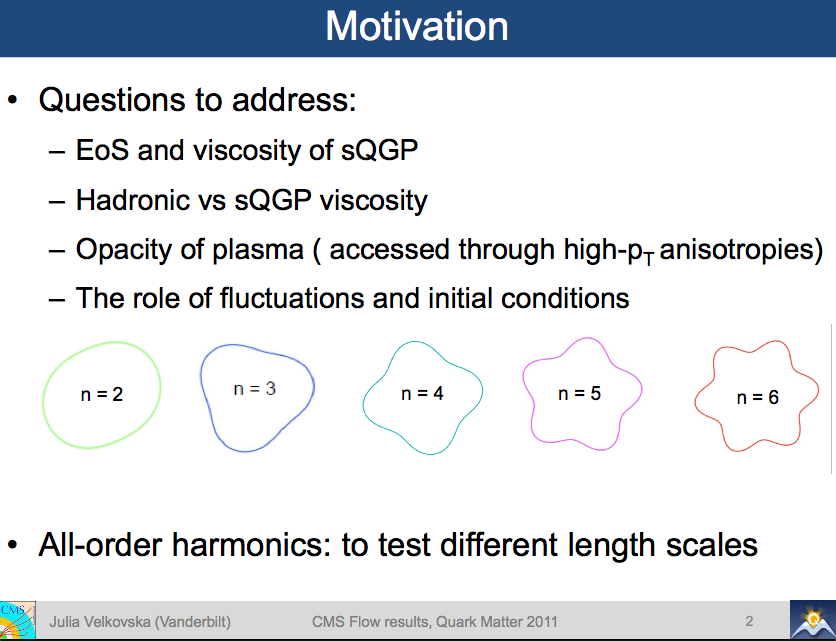 Motivation
• Questions to address:
– EoS and viscosity of sQGP
– Hadronic vs sQGP viscosity
– Opacity of plasma ( accessed through high-pT anisotropies)
– The role of fluctuations and initial conditions
n = 2 n = 3 n = 4 n = 5 n = 6
• All-order harmonics: to test different length scales
CMS Julia Velkovska (Vanderbilt) CMS Flow results, Quark Matter 2011 2